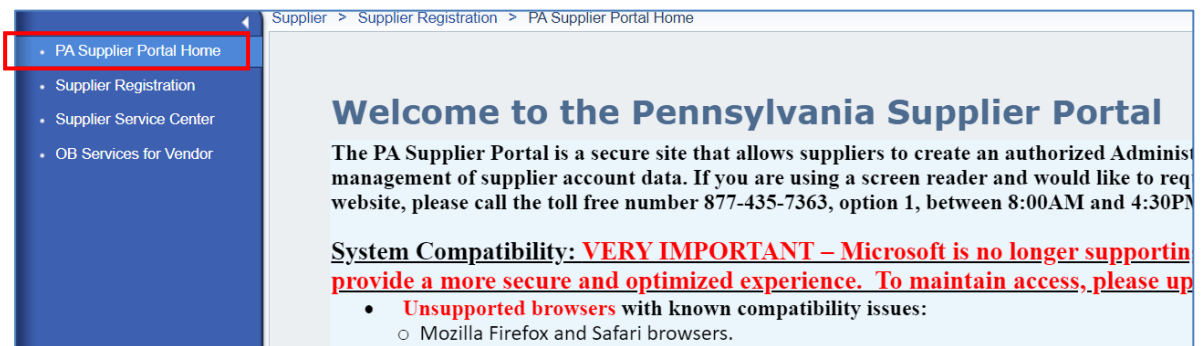 Supplier > Supplier Registration > PA Supplier Portal Home
PA Supplier Portal Home
Supplier Registration
Supplier Service Center
OB Services for Vendor
Welcome to the Pennsylvania Supplier Portal
The PA Supplier Portal is a secure site that allows suppliers to create an authorized Administ
management of supplier account data. If you are using a screen reader and would like to req
website, please call the toll free number 877-435-7363, option 1, between 8:00AM and 4:30PM
System Compatibility: VERY IMPORTANT – Microsoft is no longer supporting
provide a more secure and optimized experience. To maintain access, please up
• Unsupported browsers with known compatibility issues:
○ Mozilla Firefox and Safari browsers.